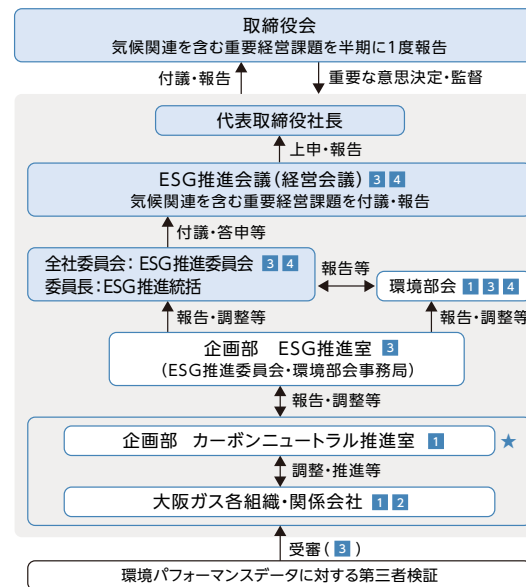 取締役会
気候関連を含む重要経営課題を半期に1度報告
付議・報告
重要な意思決定・監督
代表取締役社長
上申・報告
ESG推進会議(経営会議) 3 4
気候関連を含む重要経営課題を付議・報告
付議・答申等
全社委員会：ESG推進委員会 3 4
委員長：ESG推進統括
報告等
環境部会 1 3 4
報告・調整等
報告・調整等
企画部 ESG推進室 3
(ESG推進委員会・環境部会事務局)
報告・調整等
企画部 カーボンニュートラル推進室 1
★
調整・推進等
大阪ガス各組織・関係会社 1 2
受審( 3 )
環境パフォーマンスデータに対する第三者検証